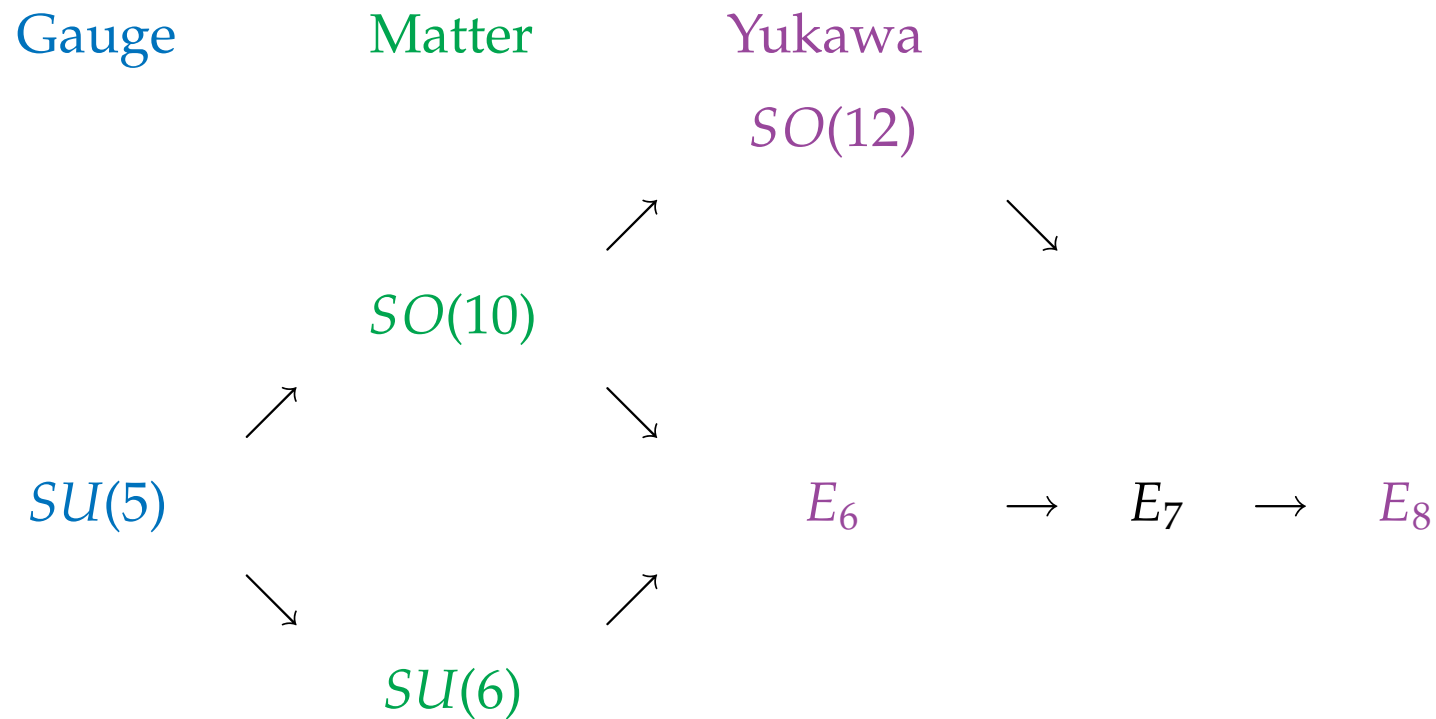 Gauge Matter Yukawa
SO(12)
↗ ↘
SO(10)
↗ ↘
SU(5) E₆ → E₇ → E₈
↘ ↗
SU(6)